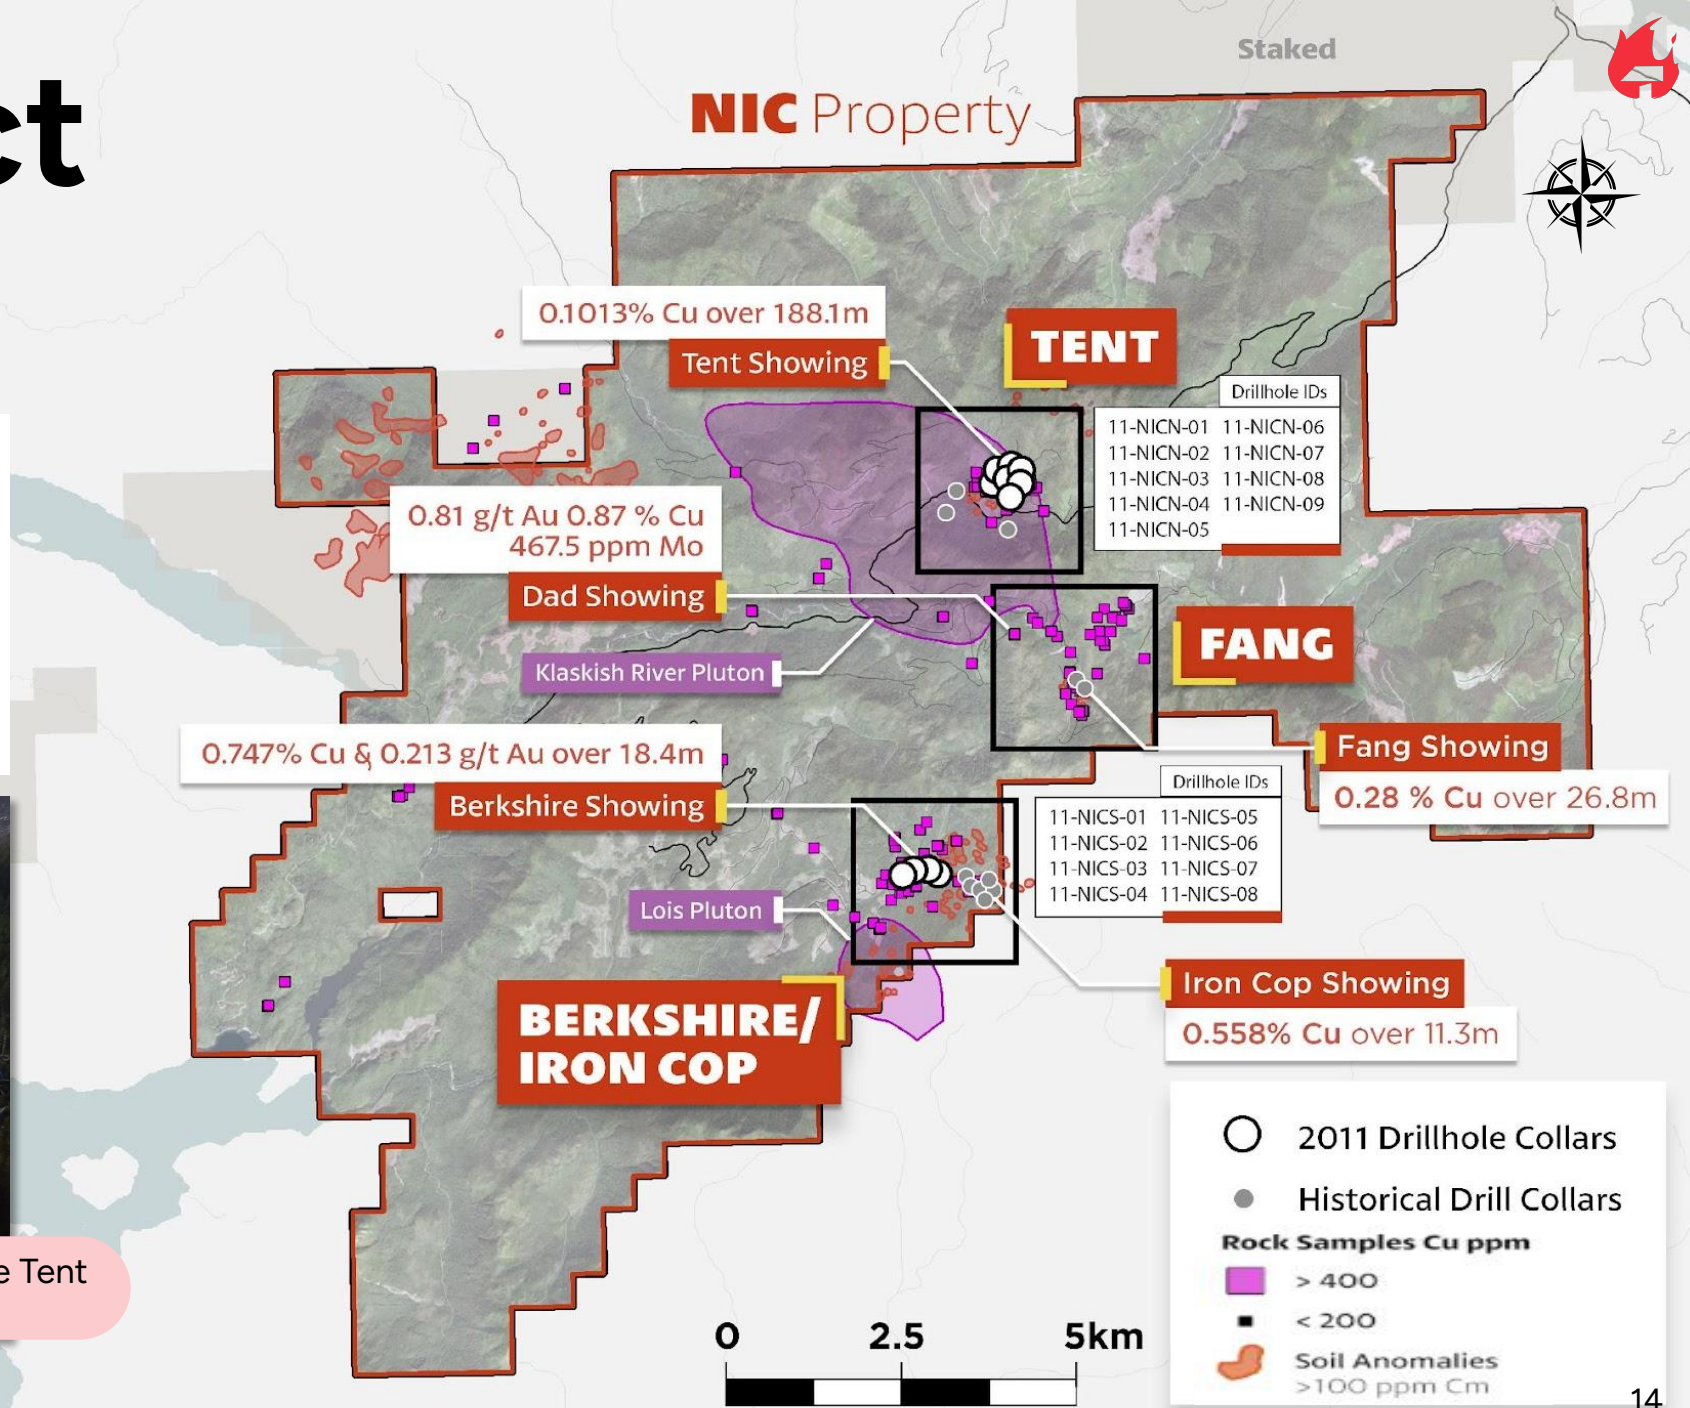 ct
Staked
NIC Property
0.1013% Cu over 188.1m
Tent Showing
TENT
Drillhole IDs
11-NICN-01 11-NICN-06
11-NICN-02 11-NICN-07
11-NICN-03 11-NICN-08
11-NICN-04 11-NICN-09
11-NICN-05
0.81 g/t Au 0.87 % Cu
467.5 ppm Mo
Dad Showing
Klaskish River Pluton
FANG
Fang Showing
0.28 % Cu over 26.8m
0.747% Cu & 0.213 g/t Au over 18.4m
Berkshire Showing
Drillhole IDs
11-NICS-01 11-NICS-05
11-NICS-02 11-NICS-06
11-NICS-03 11-NICS-07
11-NICS-04 11-NICS-08
Lois Pluton
BERKSHIRE/
IRON COP
Iron Cop Showing
0.558% Cu over 11.3m
2011 Drillhole Collars
Historical Drill Collars
Rock Samples Cu ppm
> 400
< 200
Soil Anomalies
>100 ppm Cm
e Tent
0 2.5 5km
14